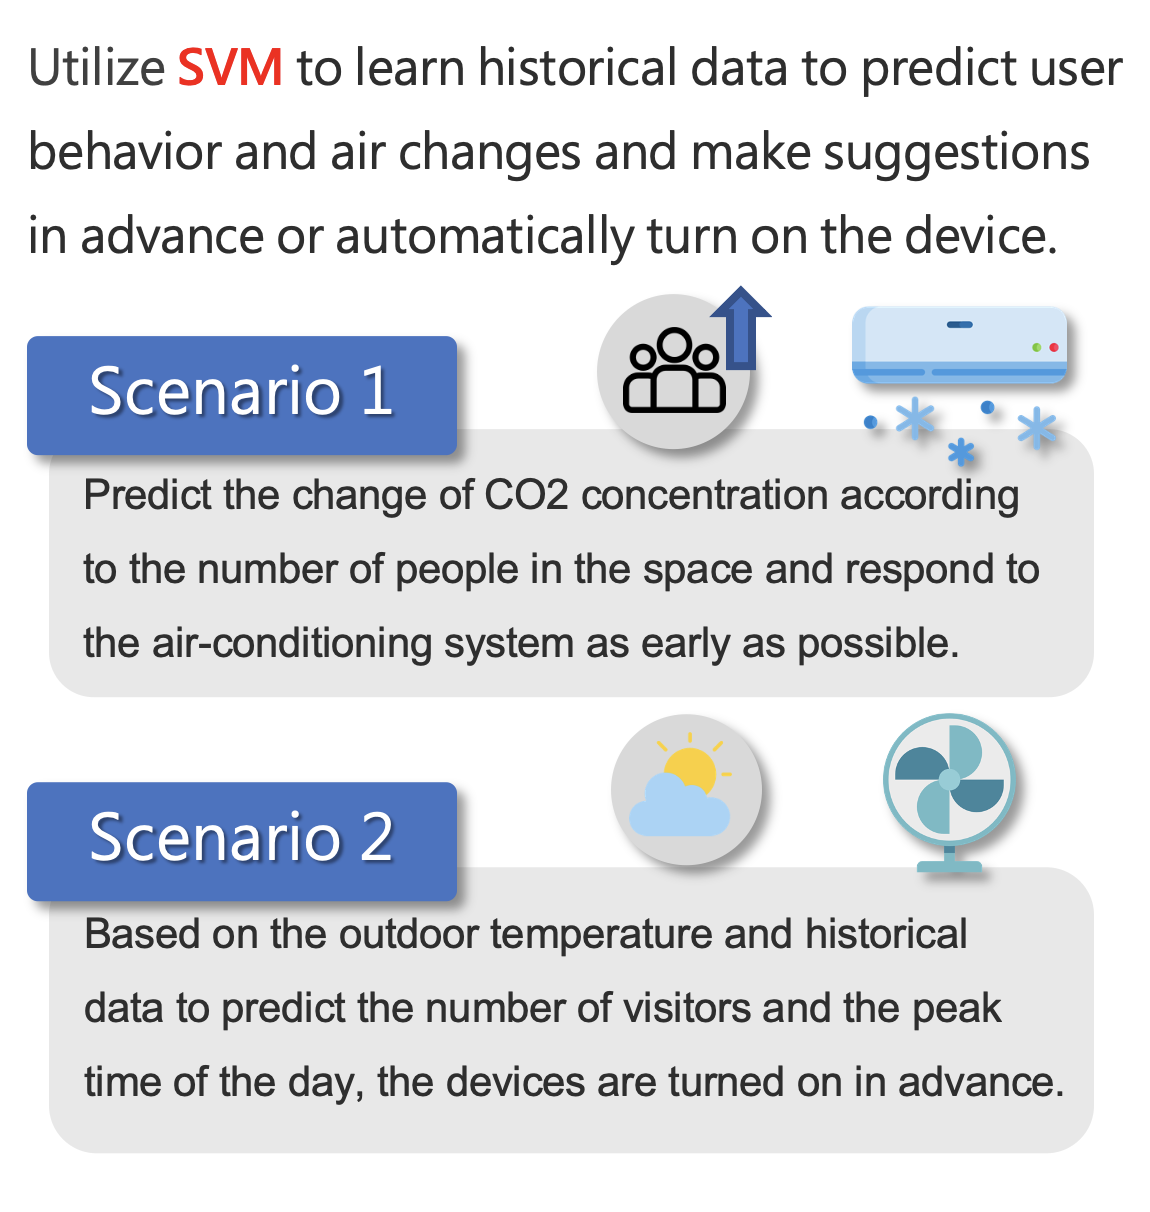 Utilize SVM to learn historical data to predict user
behavior and air changes and make suggestions
in advance or automatically turn on the device.
Scenario 1
Predict the change of CO2 concentration according
to the number of people in the space and respond to
the air-conditioning system as early as possible.
Scenario 2
Based on the outdoor temperature and historical
data to predict the number of visitors and the peak
time of the day, the devices are turned on in advance.